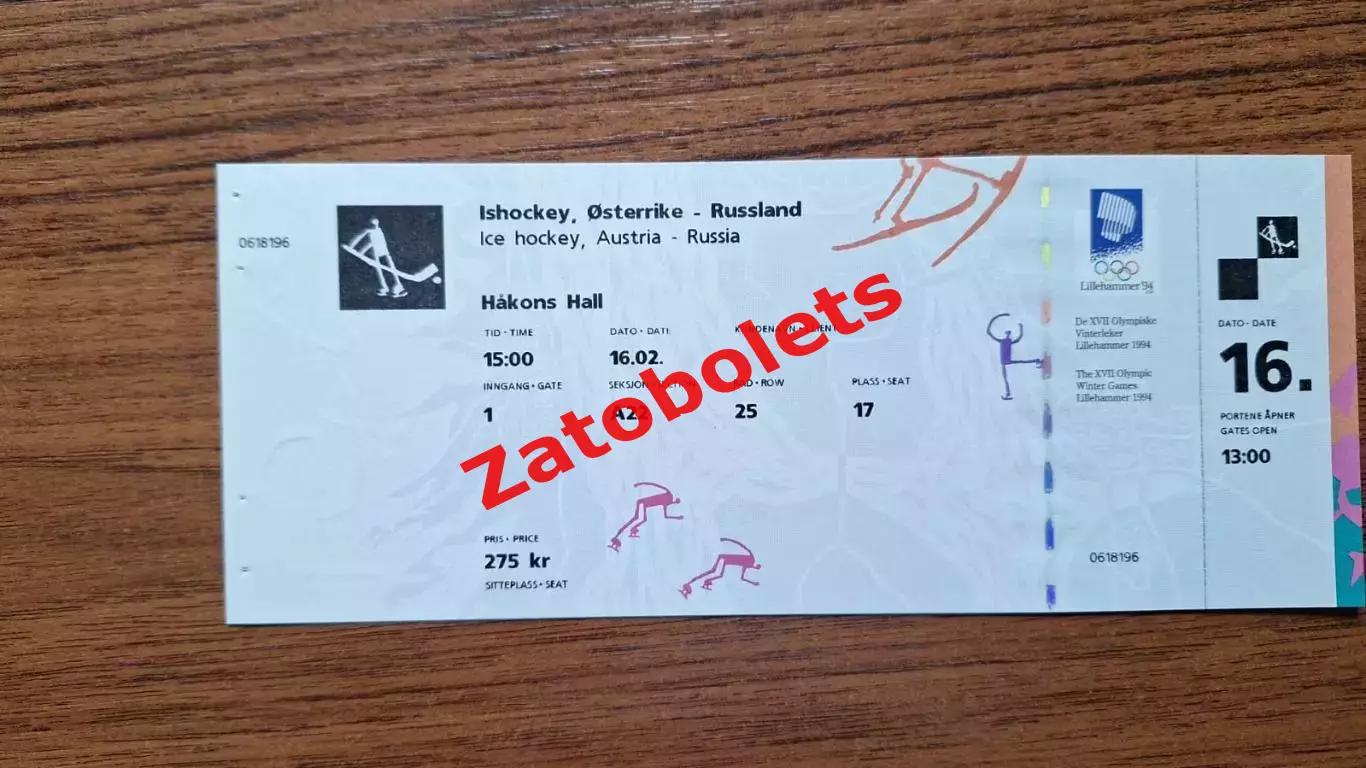 0618196
Ishockey, Østerrike - Russland
Ice hockey, Austria - Russia
Håkons Hall
TID • TIME
DATO • DATE
15:00
16.02.
INNGANG • GATE
RAD • ROW
PLASS • SEAT
1
A22
25
17
PRIS • PRICE
275 kr
SITTEPLASS • SEAT
Zatobolets
Lillehammer '94
De XVII Olympiske
Vinterleker
Lillehammer 1994
The XVII Olympic
Winter Games
Lillehammer 1994
0618196
DATO • DATE
16.
PORTENE ÅPNER
GATES OPEN
13:00